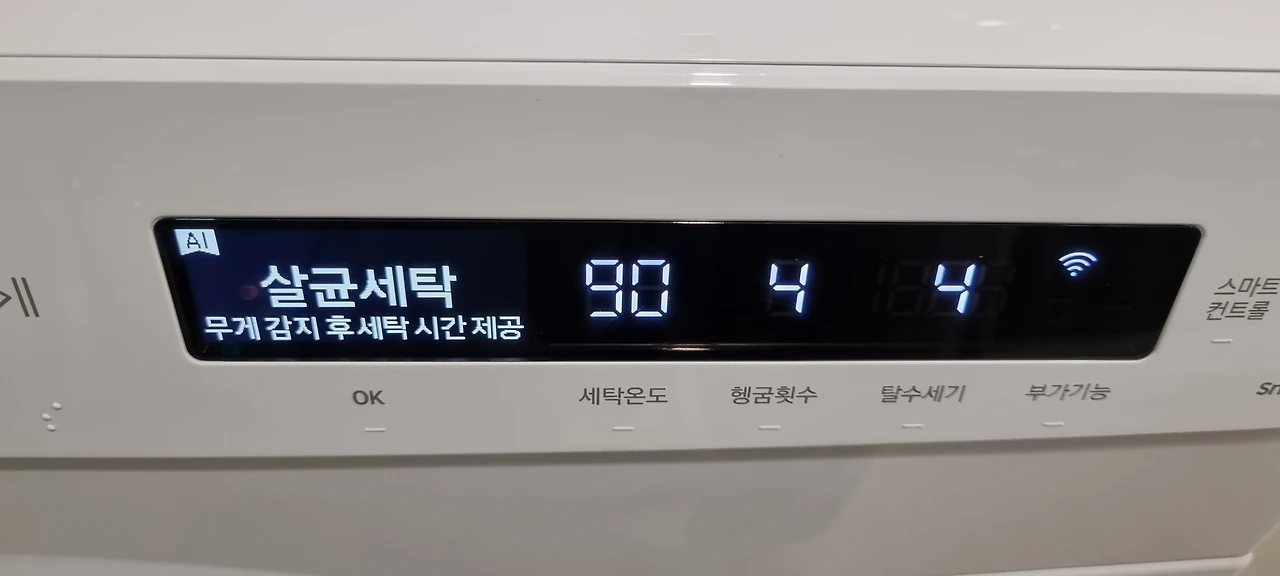 AI
살균세탁
무게 감지 후 세탁 시간 제공
90
4
4
스마트
컨트롤
OK
세탁온도
헹굼횟수
탈수세기
부가기능